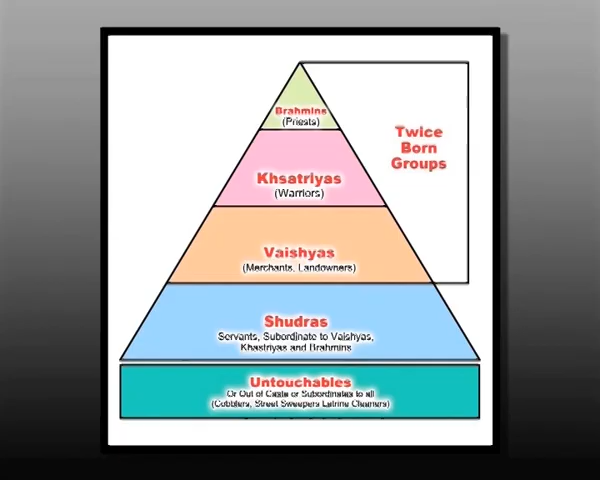 Brahmins
(Priests)
Twice
Born
Groups
Khsatriyas
(Warriors)
Vaishyas
(Merchants, Landowners)
Shudras
Servants, Subordinate to Vaishyas,
Khastriyas and Brahmins
Untouchables
Or Out of Caste or Subordinates to all
(Cobblers, Street Sweepers Latrine Cleaners)